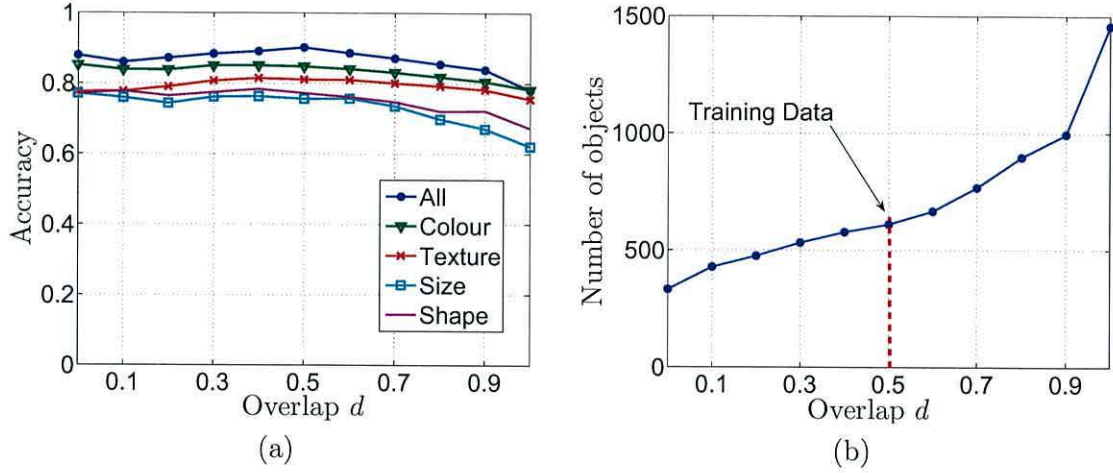 1
0.8
0.6
0.4
0.2
0
Accuracy
All
Colour
Texture
Size
Shape
0.1 0.3 0.5 0.7 0.9
Overlap d
(a)
1500
1000
500
0
Number of objects
Training Data
0.1 0.3 0.5 0.7 0.9
Overlap d
(b)